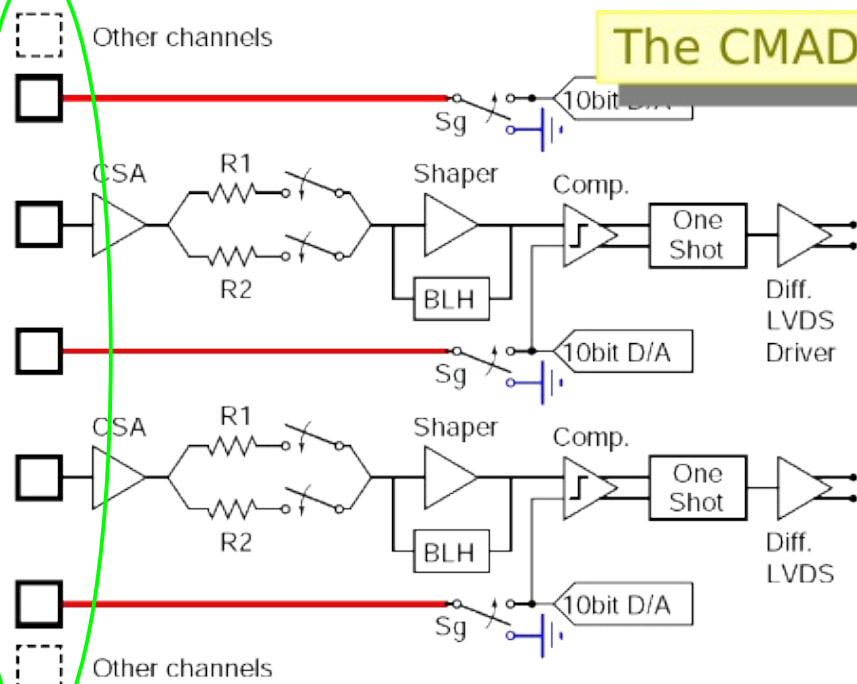 Other channels
The CMAD
10bit D/A
Sg
CSA
R1
Shaper
Comp.
One
Shot
R2
BLH
Diff.
LVDS
Driver
10bit D/A
Sg
CSA
R1
Shaper
Comp.
One
Shot
R2
BLH
Diff.
LVDS
10bit D/A
Sg
Other channels